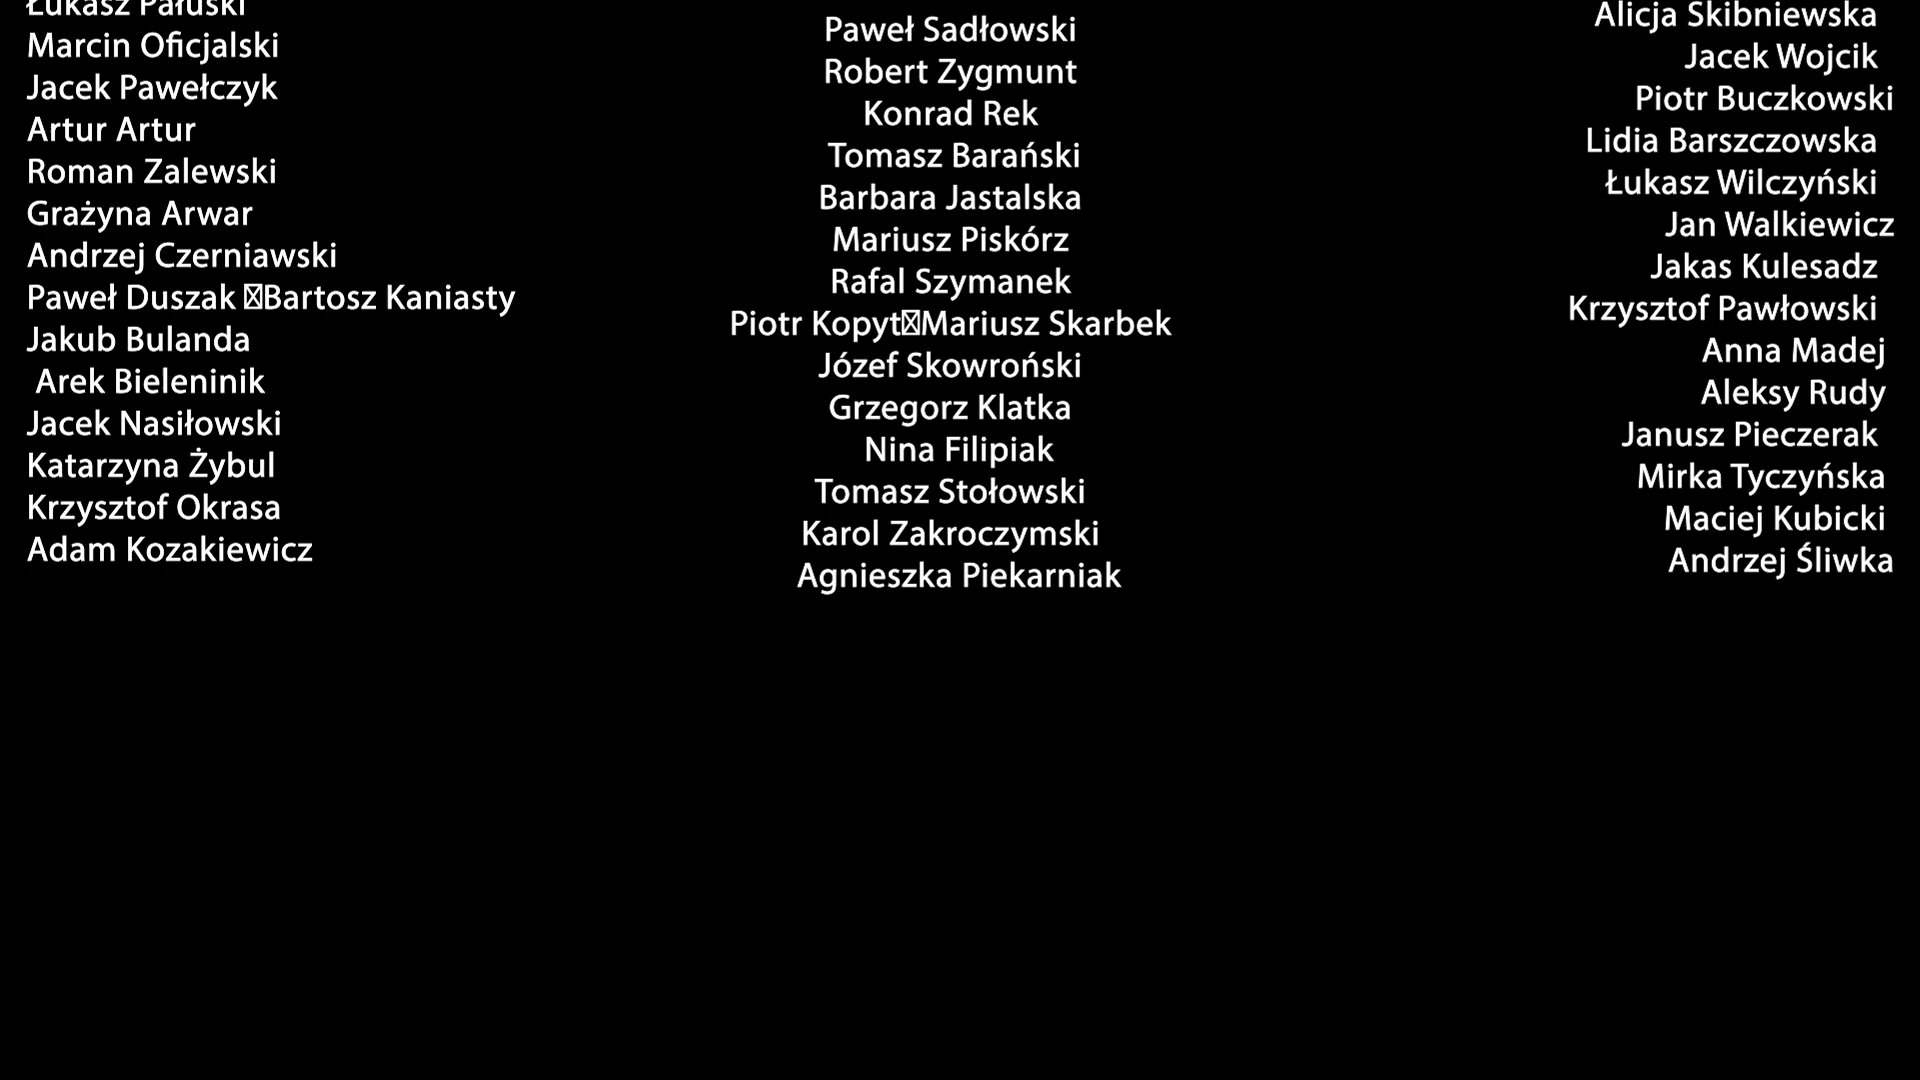 Łukasz Pałuski
Marcin Oficjalski
Jacek Pawełczyk
Artur Artur
Roman Zalewski
Grażyna Arwar
Andrzej Czerniawski
Paweł Duszak Bartosz Kaniasty
Jakub Bulanda
Arek Bieleninik
Jacek Nasiłowski
Katarzyna Żybul
Krzysztof Okrasa
Adam Kozakiewicz
Paweł Sadłowski
Robert Zygmunt
Konrad Rek
Tomasz Barański
Barbara Jastalska
Mariusz Piskórz
Rafal Szymanek
Piotr Kopyt Mariusz Skarbek
Józef Skowroński
Grzegorz Klatka
Nina Filipiak
Tomasz Stołowski
Karol Zakroczymski
Agnieszka Piekarniak
Alicja Skibniewska
Jacek Wojcik
Piotr Buczkowski
Lidia Barszczowska
Łukasz Wilczyński
Jan Walkiewicz
Jakas Kulesadz
Krzysztof Pawłowski
Anna Madej
Aleksy Rudy
Janusz Pieczerak
Mirka Tyczyńska
Maciej Kubicki
Andrzej Śliwka